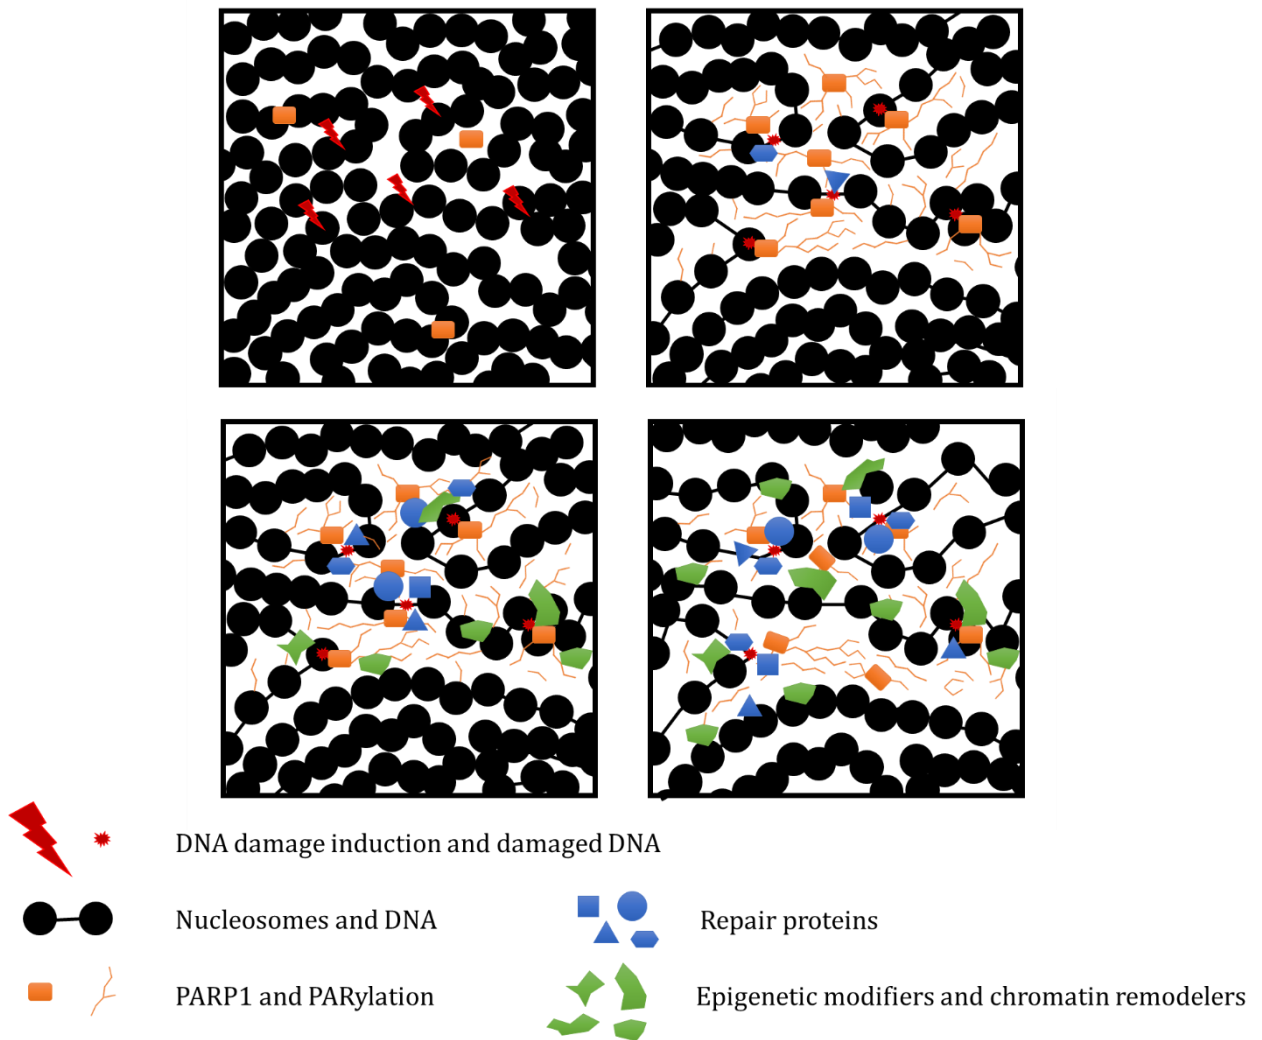 DNA damage induction and damaged DNA
Nucleosomes and DNA
Repair proteins
PARP1 and PARylation
Epigenetic modifiers and chromatin remodelers